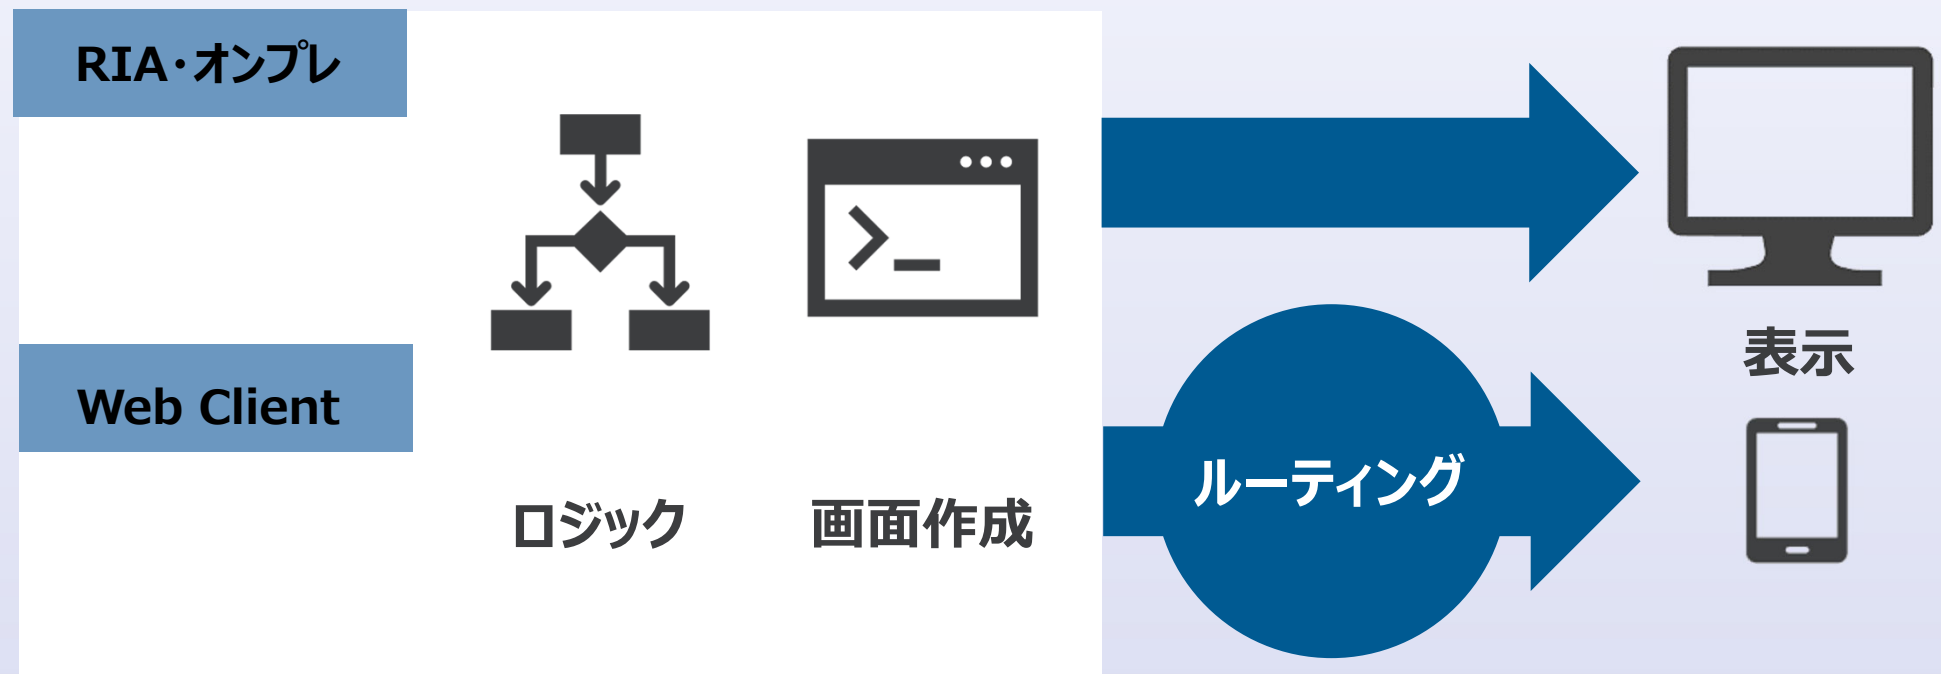 RIA・オンプレ
表示
Web Client
ルーティング
ロジック
画面作成